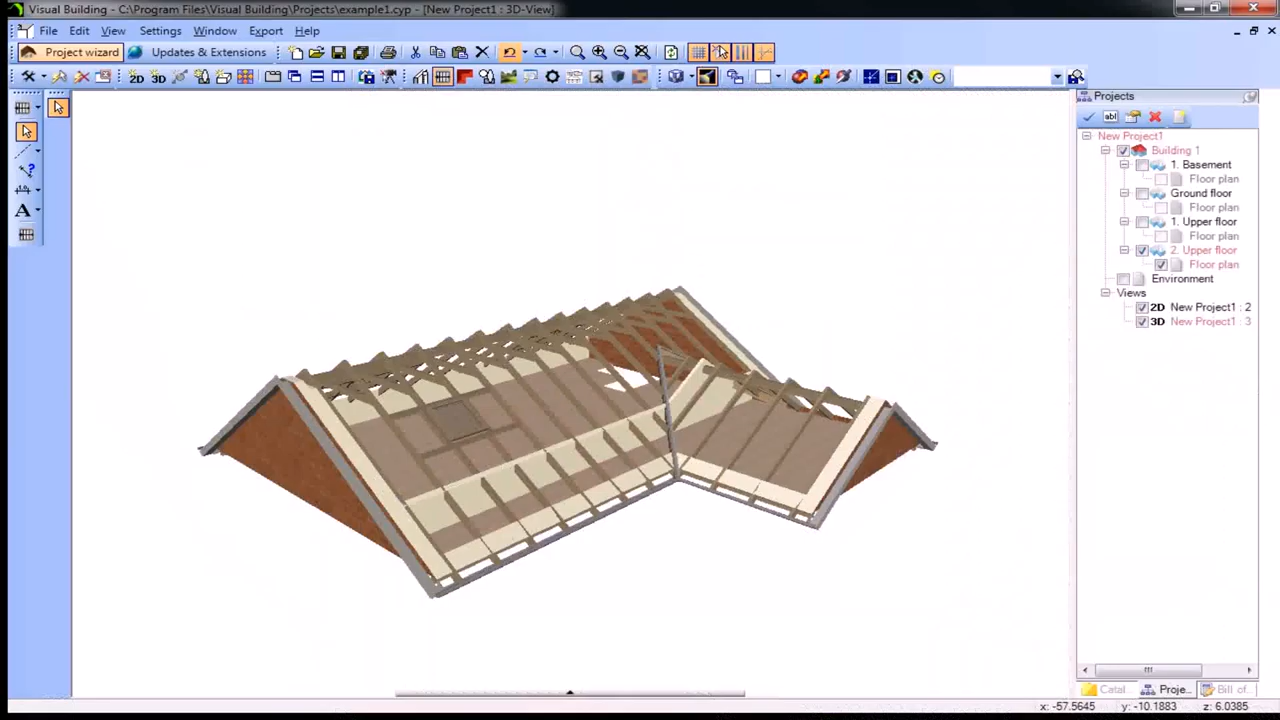 Visual Building - C:\Program Files\Visual Building\Projects\example1.cyp - [New Project1 : 3D-View]
File Edit View Settings Window Export Help
Project wizard Updates & Extensions
2D 3D
Projects
abl
New Project1
Building 1
1. Basement
Floor plan
Ground floor
Floor plan
1. Upper floor
Floor plan
2. Upper floor
Floor plan
Environment
Views
2D New Project1 : 2
3D New Project1 : 3
A
Catal Proje... Bill of..
x: -57.5645 y: -10.1883 z: 6.0385